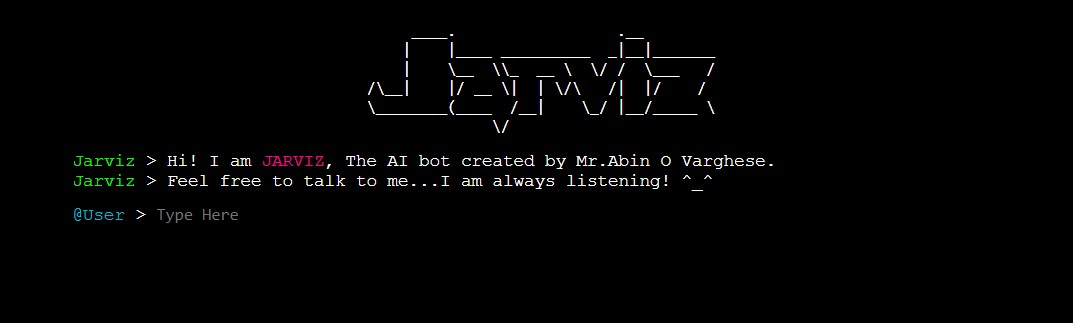 Jarviz
Jarviz > Hi! I am JARVIZ, The AI bot created by Mr.Abin O Varghese.
Jarviz > Feel free to talk to me...I am always listening! ^_^
@User > Type Here